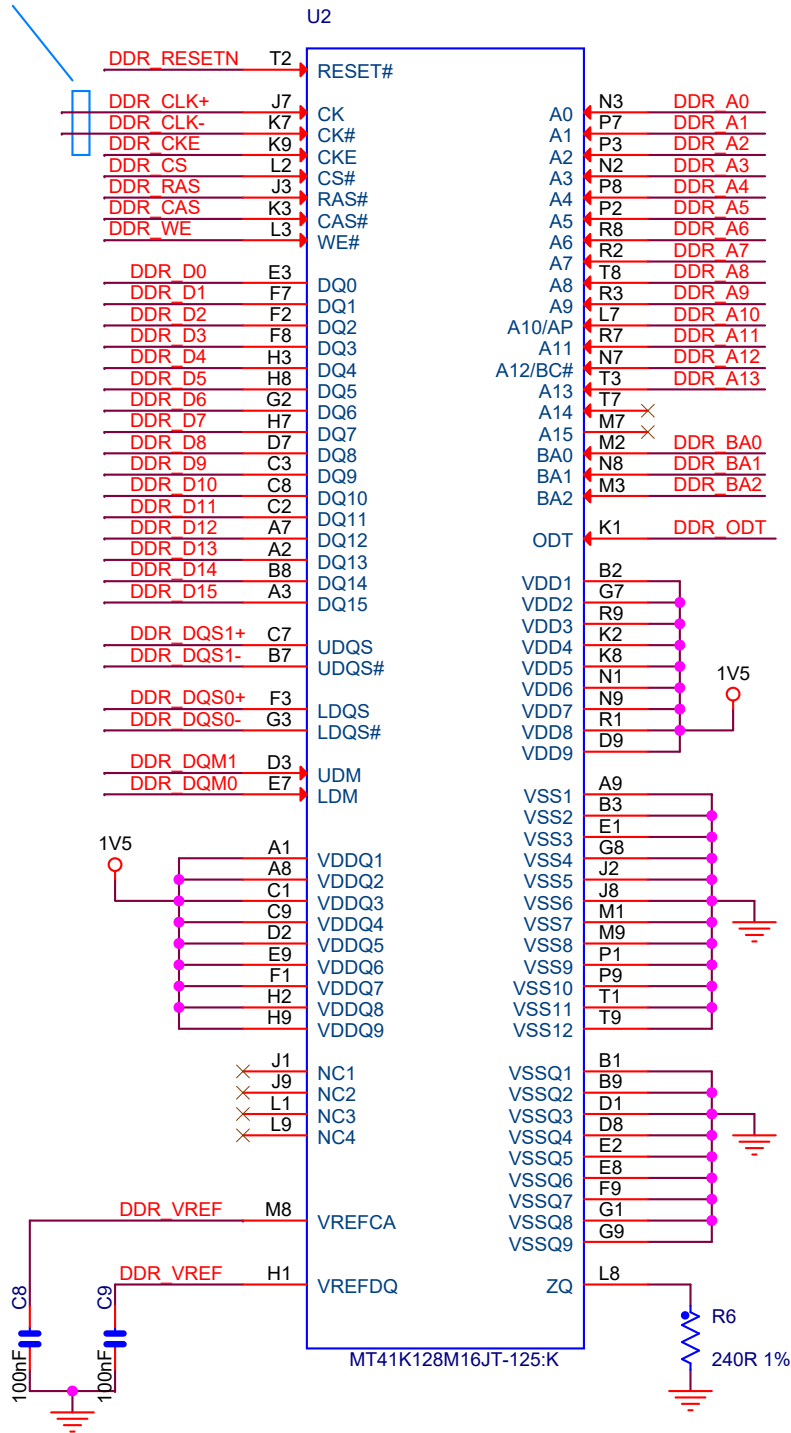 U2
DDR_RESETN T2 RESET#
DDR_CLK+ J7 CK
DDR_CLK- K7 CK#
DDR_CKE K9 CKE
DDR_CS L2 CS#
DDR_RAS J3 RAS#
DDR_CAS K3 CAS#
DDR_WE L3 WE#
DDR_D0 E3 DQ0
DDR_D1 F7 DQ1
DDR_D2 F2 DQ2
DDR_D3 F8 DQ3
DDR_D4 H3 DQ4
DDR_D5 H8 DQ5
DDR_D6 G2 DQ6
DDR_D7 H7 DQ7
DDR_D8 D7 DQ8
DDR_D9 C3 DQ9
DDR_D10 C8 DQ10
DDR_D11 C2 DQ11
DDR_D12 A7 DQ12
DDR_D13 A2 DQ13
DDR_D14 B8 DQ14
DDR_D15 A3 DQ15
DDR_DQS1+ C7 UDQS
DDR_DQS1- B7 UDQS#
DDR_DQS0+ F3 LDQS
DDR_DQS0- G3 LDQS#
DDR_DQM1 D3 UDM
DDR_DQM0 E7 LDM
1V5
A1 VDDQ1
A8 VDDQ2
C1 VDDQ3
C9 VDDQ4
D2 VDDQ5
E9 VDDQ6
F1 VDDQ7
H2 VDDQ8
H9 VDDQ9
J1 NC1
J9 NC2
L1 NC3
L9 NC4
DDR_VREF M8 VREFCA
DDR_VREF H1 VREFDQ
C8
100nF
C9
100nF
A0 N3 DDR_A0
A1 P7 DDR_A1
A2 P3 DDR_A2
A3 N2 DDR_A3
A4 P8 DDR_A4
A5 P2 DDR_A5
A6 R8 DDR_A6
A7 R2 DDR_A7
A8 T8 DDR_A8
A9 R3 DDR_A9
A10/AP L7 DDR_A10
A11 R7 DDR_A11
A12/BC# N7 DDR_A12
A13 T3 DDR_A13
A14 T7
A15 M7
BA0 M2 DDR_BA0
BA1 N8 DDR_BA1
BA2 M3 DDR_BA2
ODT K1 DDR_ODT
VDD1 B2
VDD2 G7
VDD3 R9
VDD4 K2
VDD5 K8
VDD6 N1
VDD7 N9
VDD8 R1
VDD9 D9
1V5
VSS1 A9
VSS2 B3
VSS3 E1
VSS4 G8
VSS5 J2
VSS6 J8
VSS7 M1
VSS8 M9
VSS9 P1
VSS10 P9
VSS11 T1
VSS12 T9
VSSQ1 B1
VSSQ2 B9
VSSQ3 D1
VSSQ4 D8
VSSQ5 E2
VSSQ6 E8
VSSQ7 F9
VSSQ8 G1
VSSQ9 G9
ZQ L8
R6
240R 1%
MT41K128M16JT-125:K